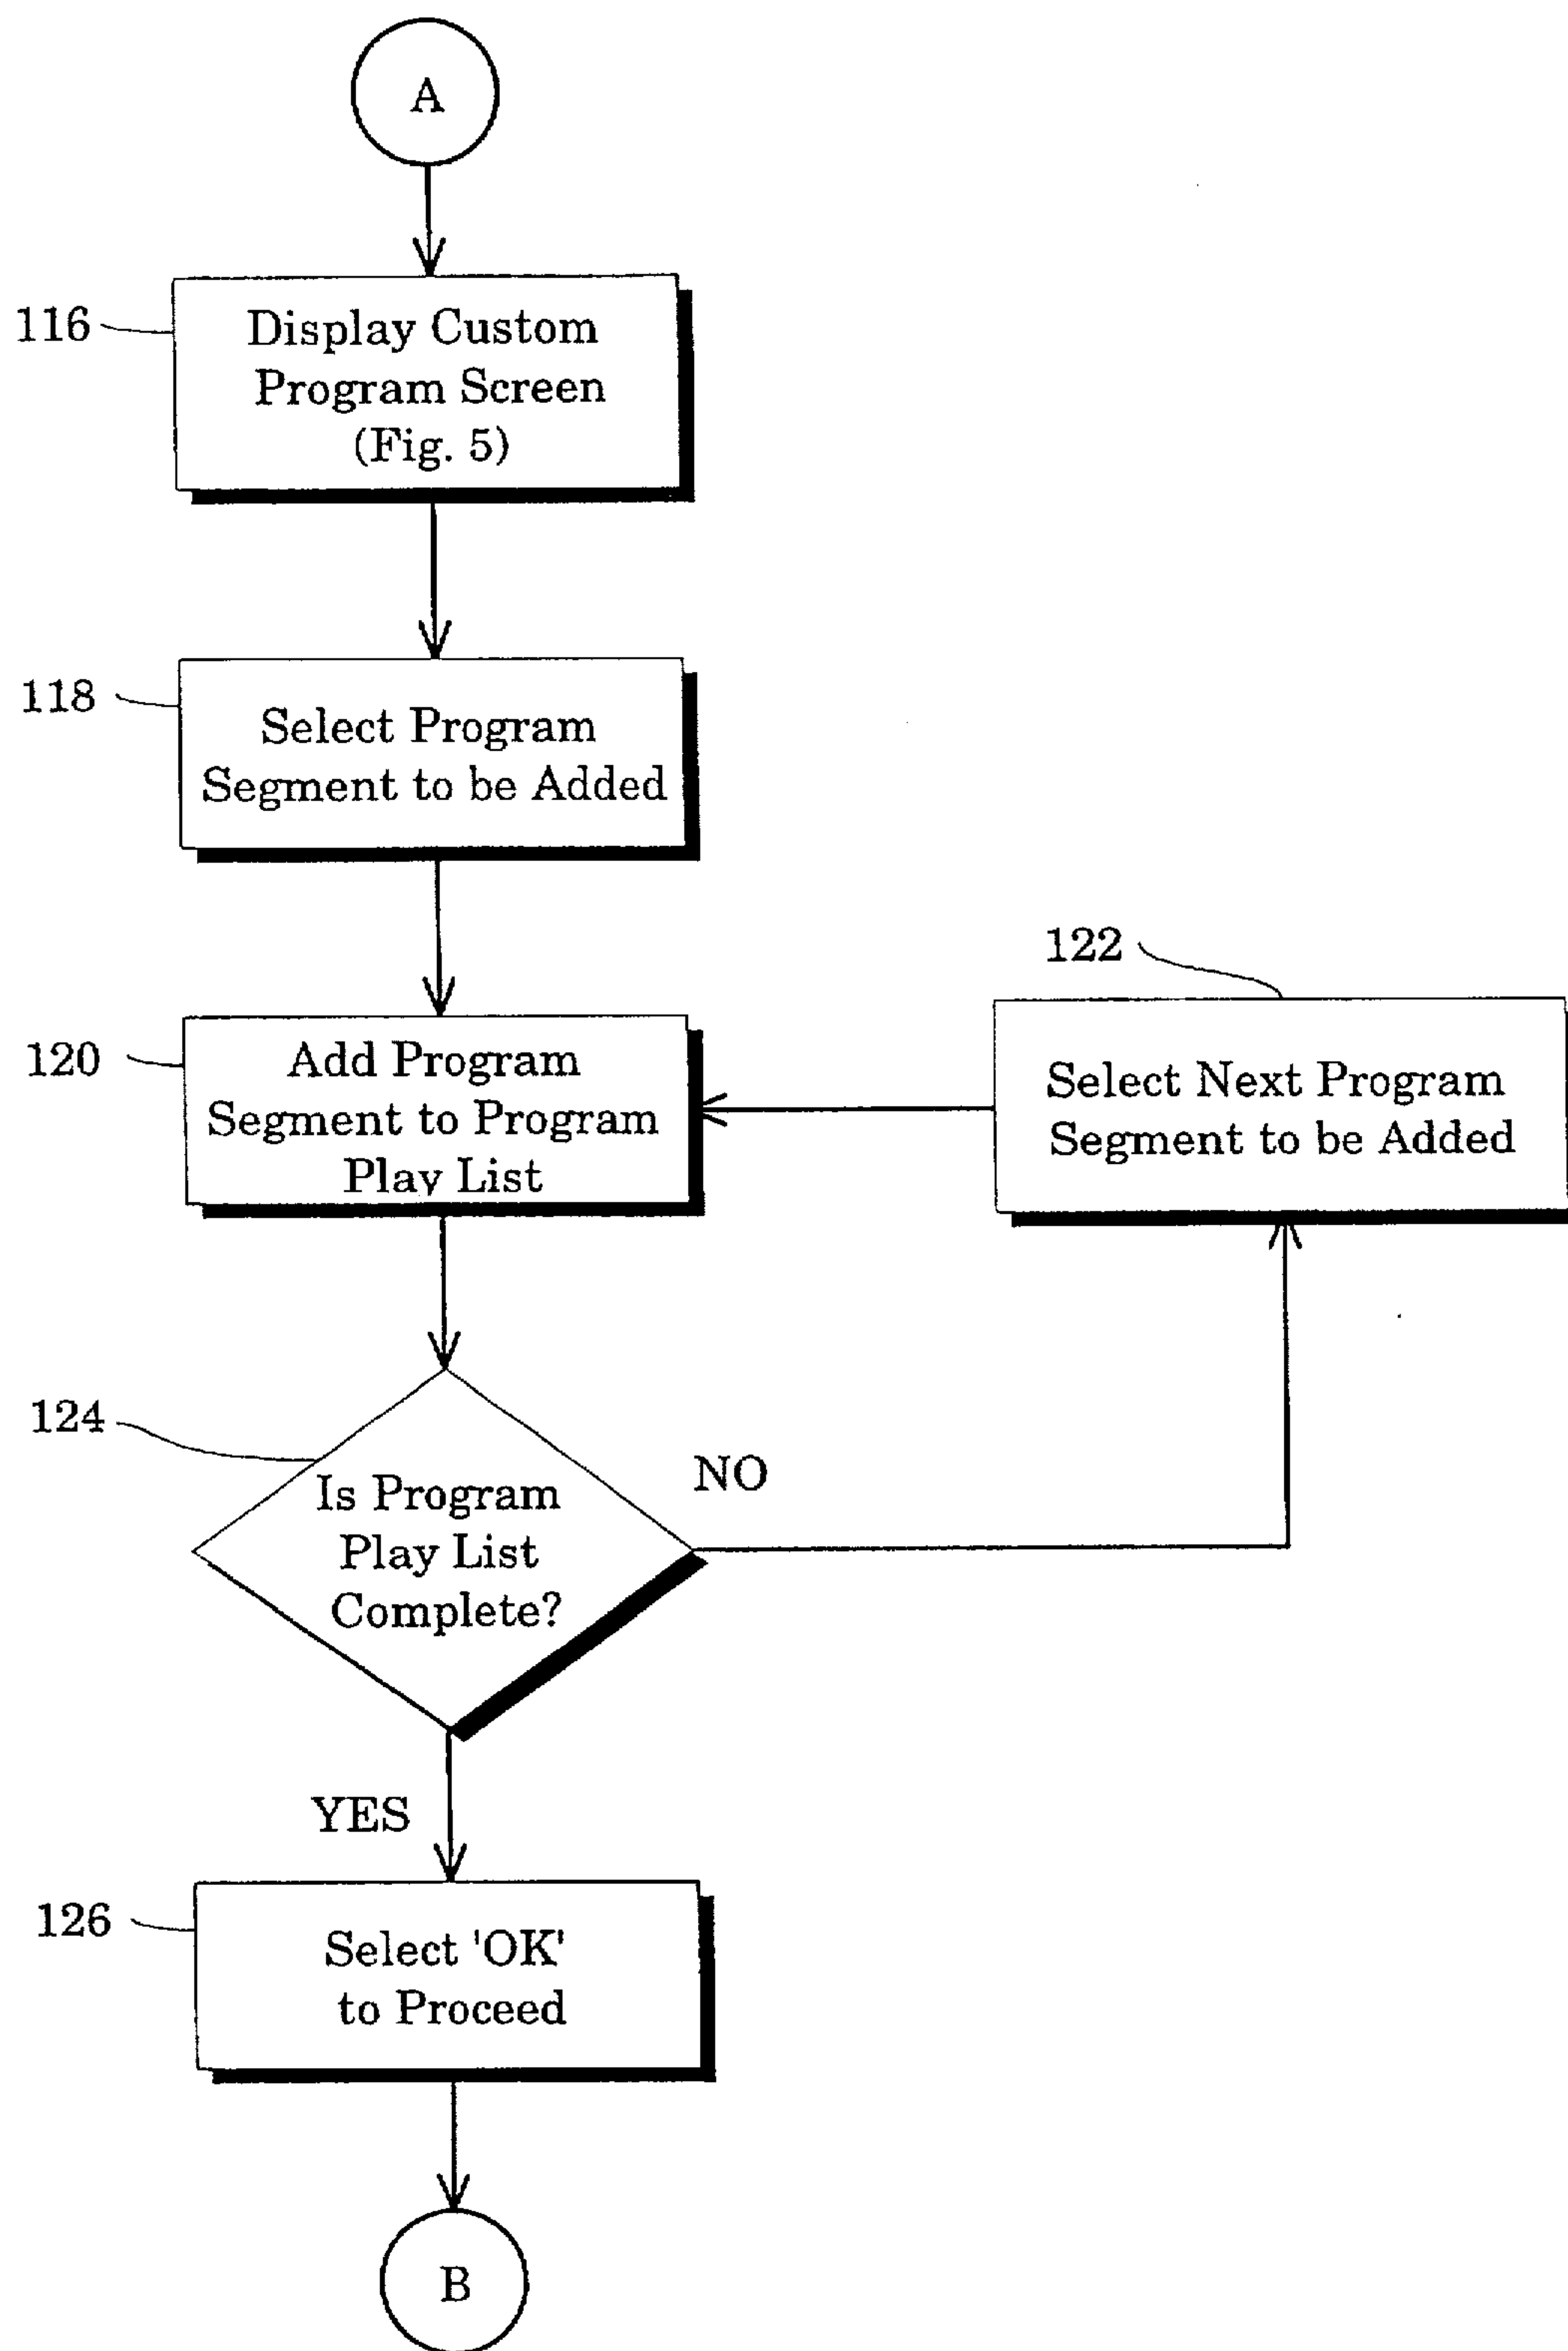 A
116
Display Custom
Program Screen
(Fig. 5)
118
Select Program
Segment to be Added
122
120
Add Program
Segment to Program
Play List
Select Next Program
Segment to be Added
124
Is Program
Play List
Complete?
NO
YES
126
Select 'OK'
to Proceed
B